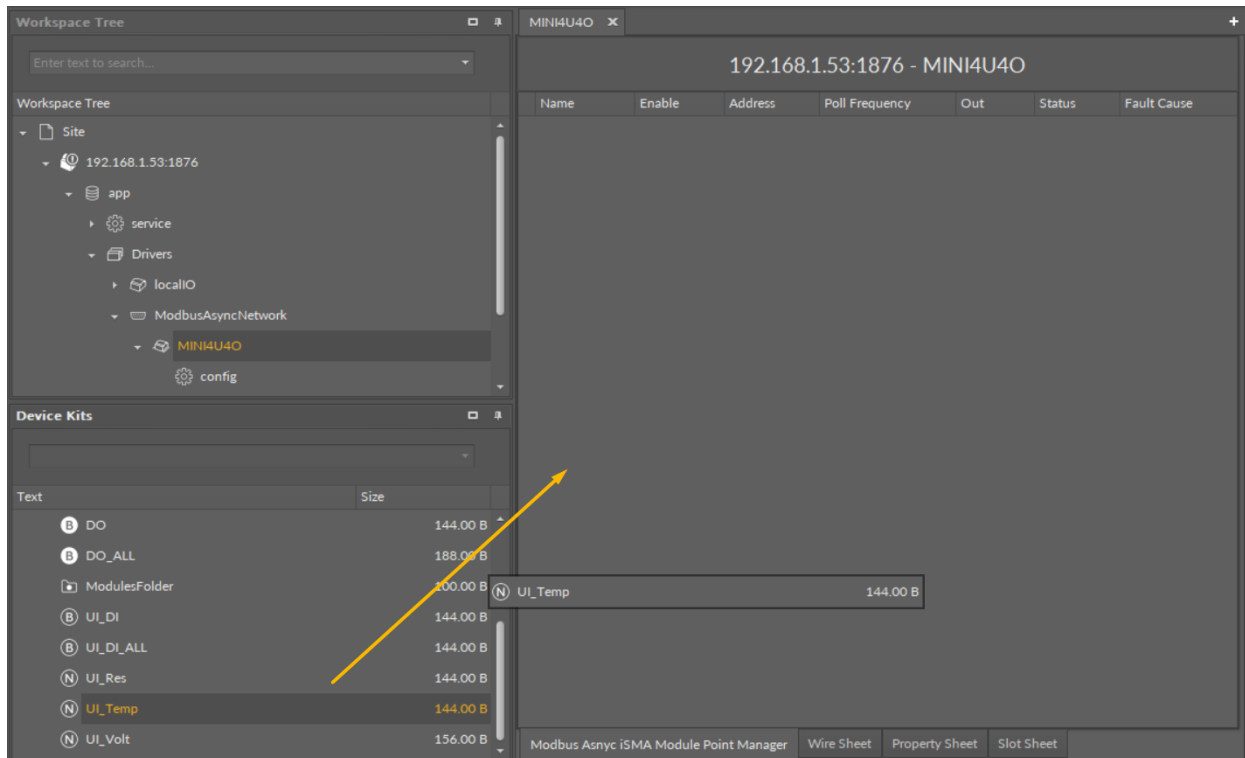 Workspace Tree
Enter text to search...
Workspace Tree
Site
192.168.1.53:1876
app
service
Drivers
localIO
ModbusAsyncNetwork
MINI4U4O
config
Device Kits
Text Size
DO 144.00 B
DO_ALL 188.00 B
ModulesFolder 100.00 B
UI_DI 144.00 B
UI_DI_ALL 144.00 B
UI_Res 144.00 B
UI_Temp 144.00 B
UI_Volt 156.00 B
MINI4U4O
192.168.1.53:1876 - MINI4U4O
Name Enable Address Poll Frequency Out Status Fault Cause
UI_Temp 144.00 B
Modbus Asnyc iSMA Module Point Manager Wire Sheet Property Sheet Slot Sheet